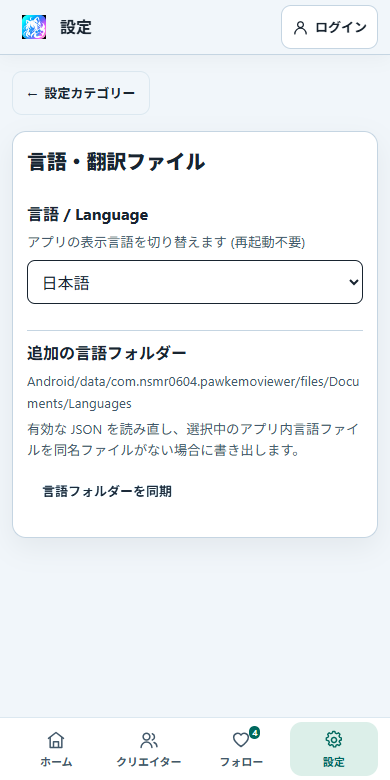 設定
ログイン
← 設定カテゴリー
言語・翻訳ファイル
言語 / Language
アプリの表示言語を切り替えます (再起動不要)
日本語
追加の言語フォルダー
Android/data/com.nsmr0604.pawkemoviewer/files/Docu
ments/Languages
有効な JSON を読み直し、選択中のアプリ内言語ファイ
ルを同名ファイルがない場合に書き出します。
言語フォルダーを同期
ホーム
クリエイター
4
フォロー
設定